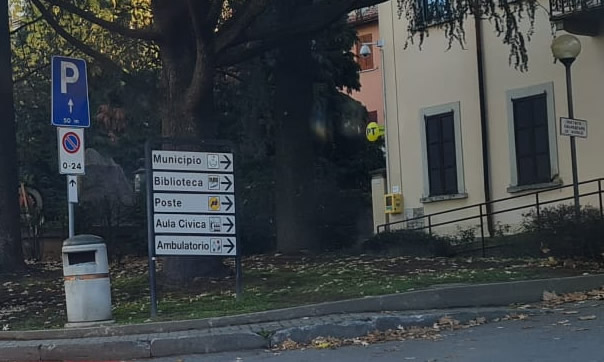 P
50 m
0-24
Municipio
Biblioteca
Poste
Aula Civica
Ambulatorio
PT